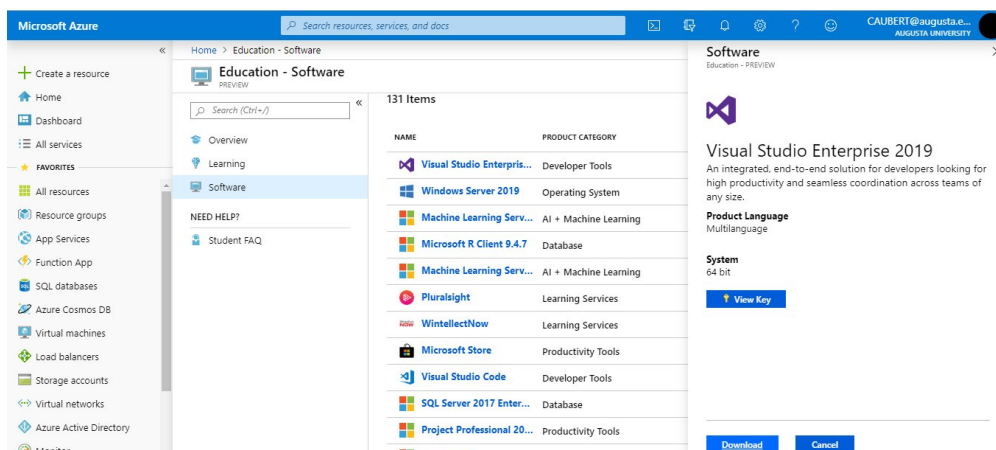 Microsoft Azure
Search resources, services, and docs
CAUBERT@augusta.e...
AUGUSTA UNIVERSITY
Create a resource
Home
Dashboard
All services
FAVORITES
All resources
Resource groups
App Services
Function App
SQL databases
Azure Cosmos DB
Virtual machines
Load balancers
Storage accounts
Virtual networks
Azure Active Directory
Monitor
Home > Education - Software
Education - Software
PREVIEW
Search (Ctrl+/)
Overview
Learning
Software
NEED HELP?
Student FAQ
131 Items
NAME PRODUCT CATEGORY
Visual Studio Enterpris... Developer Tools
Windows Server 2019 Operating System
Machine Learning Serv... AI + Machine Learning
Microsoft R Client 9.4.7 Database
Machine Learning Serv... AI + Machine Learning
Pluralsight Learning Services
WintellectNow Learning Services
Microsoft Store Productivity Tools
Visual Studio Code Developer Tools
SQL Server 2017 Enter... Database
Project Professional 20... Productivity Tools
Software
Education - PREVIEW
Visual Studio Enterprise 2019
An integrated, end-to-end solution for developers looking for
high productivity and seamless coordination across teams of
any size.
Product Language
Multilanguage
System
64 bit
View Key
Download Cancel